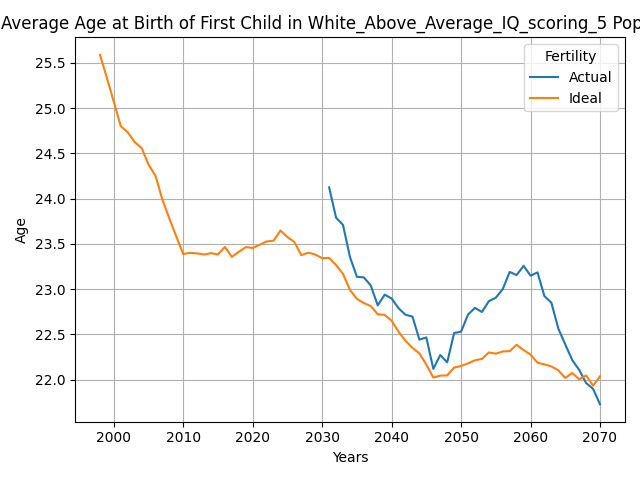 Average Age at Birth of First Child in White_Above_Average_IQ_scoring_5 Pop
Fertility
Actual
Ideal
25.5
25.0
24.5
24.0
23.5
23.0
22.5
22.0
Age
2000 2010 2020 2030 2040 2050 2060 2070
Years